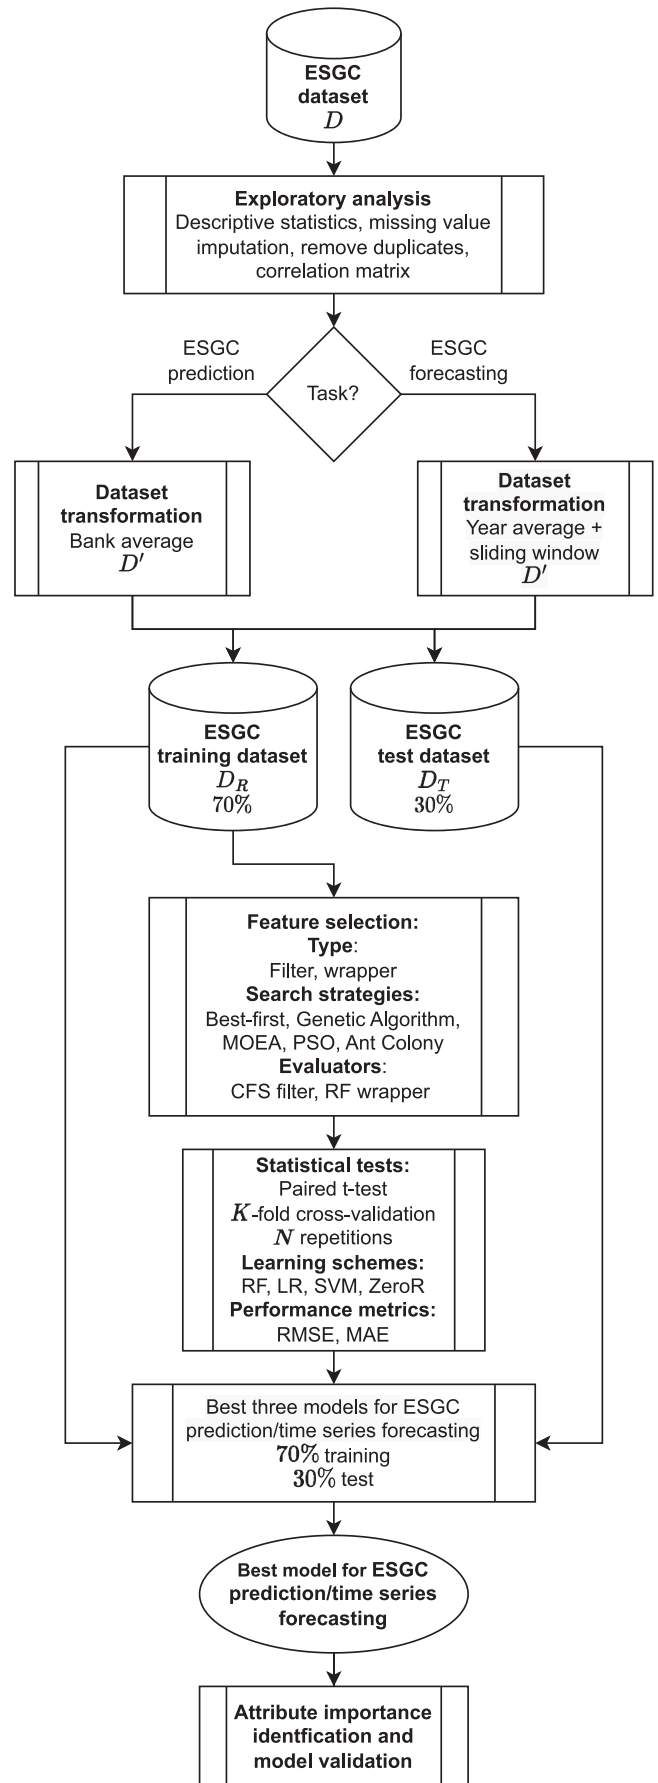 ESGC
dataset
D
Exploratory analysis
Descriptive statistics, missing value
imputation, remove duplicates,
correlation matrix
ESGC
prediction
Task?
ESGC
forecasting
Dataset
transformation
Bank average
D′
Dataset
transformation
Year average +
sliding window
D′
ESGC
training dataset
D_R
70%
ESGC
test dataset
D_T
30%
Feature selection:
Type:
Filter, wrapper
Search strategies:
Best-first, Genetic Algorithm,
MOEA, PSO, Ant Colony
Evaluators:
CFS filter, RF wrapper
Statistical tests:
Paired t-test
K-fold cross-validation
N repetitions
Learning schemes:
RF, LR, SVM, ZeroR
Performance metrics:
RMSE, MAE
Best three models for ESGC
prediction/time series forecasting
70% training
30% test
Best model for ESGC
prediction/time series
forecasting
Attribute importance
identfication and
model validation